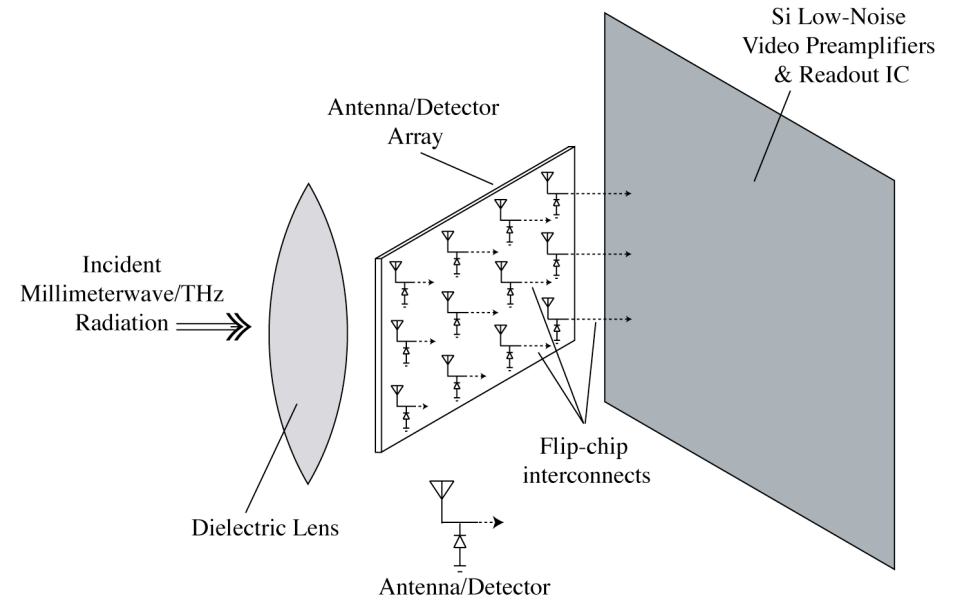 Si Low-Noise
Video Preamplifiers
& Readout IC
Antenna/Detector
Array
Incident
Millimeterwave/THz
Radiation
Flip-chip
interconnects
Dielectric Lens
Antenna/Detector